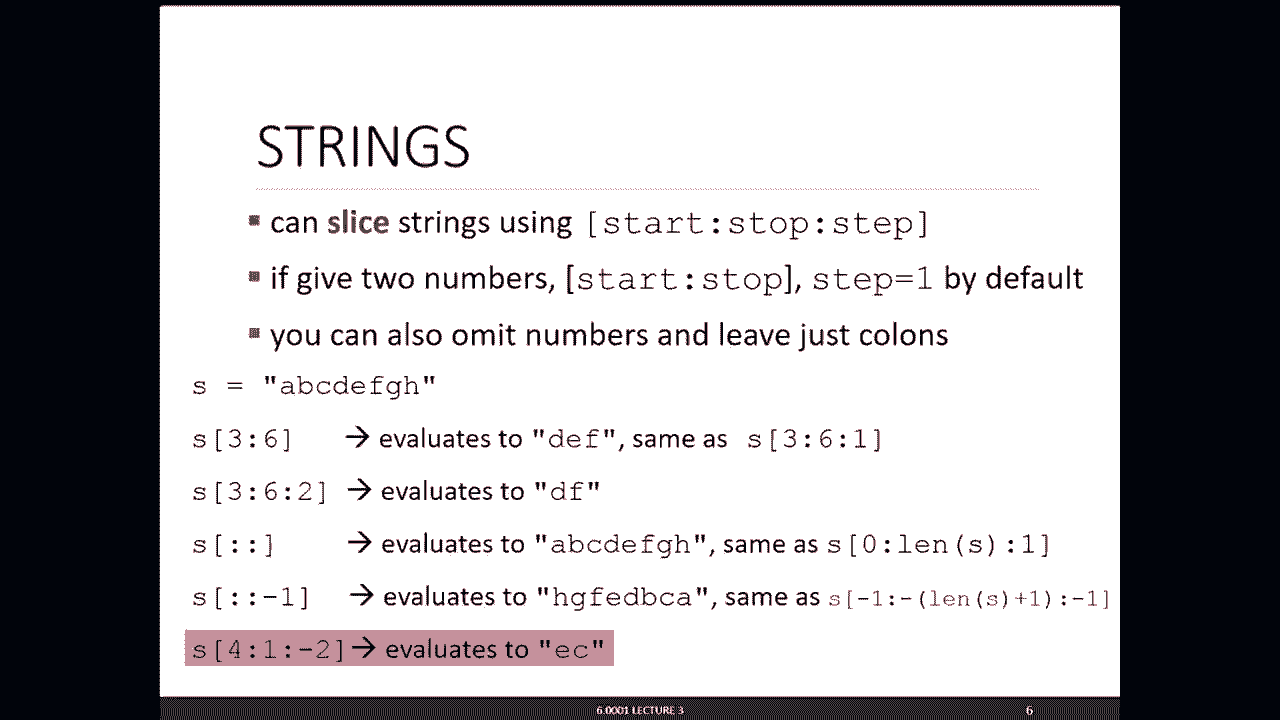 STRINGS
▪ can slice strings using [start:stop:step]
▪ if give two numbers, [start:stop], step=1 by default
▪ you can also omit numbers and leave just colons
s = "abcdefgh"
s[3:6] → evaluates to "def", same as s[3:6:1]
s[3:6:2] → evaluates to "df"
s[::] → evaluates to "abcdefgh", same as s[0:len(s):1]
s[::-1] → evaluates to "hgfedbca", same as s[-1:-(len(s)+1):-1]
s[4:1:-2]→ evaluates to "ec"
6.0001 LECTURE 3
6